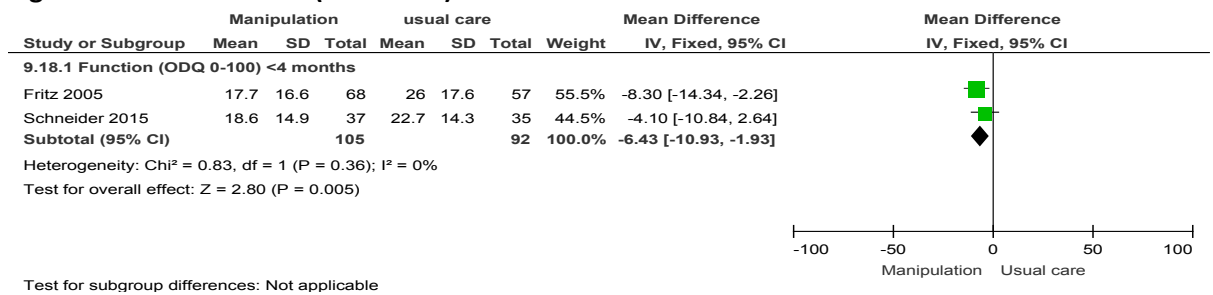 Manipulation usual care Mean Difference Mean Difference
Study or Subgroup Mean SD Total Mean SD Total Weight IV, Fixed, 95% CI IV, Fixed, 95% CI
9.18.1 Function (ODQ 0-100) <4 months
Fritz 2005 17.7 16.6 68 26 17.6 57 55.5% -8.30 [-14.34, -2.26]
Schneider 2015 18.6 14.9 37 22.7 14.3 35 44.5% -4.10 [-10.84, 2.64]
Subtotal (95% CI) 105 92 100.0% -6.43 [-10.93, -1.93]
Heterogeneity: Chi² = 0.83, df = 1 (P = 0.36); I² = 0%
Test for overall effect: Z = 2.80 (P = 0.005)
-100 -50 0 50 100
Manipulation Usual care
Test for subgroup differences: Not applicable